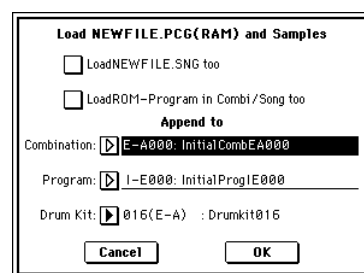 Load NEWFILE.PCG(RAM) and Samples
LoadNEWFILE.SNG too
LoadROM-Program in Combi/Song too
Append to
Combination: E-A000: InitialCombEA000
Program: I-E000: InitialProgIE000
Drum Kit: 016(E-A) : Drumkit016
Cancel OK